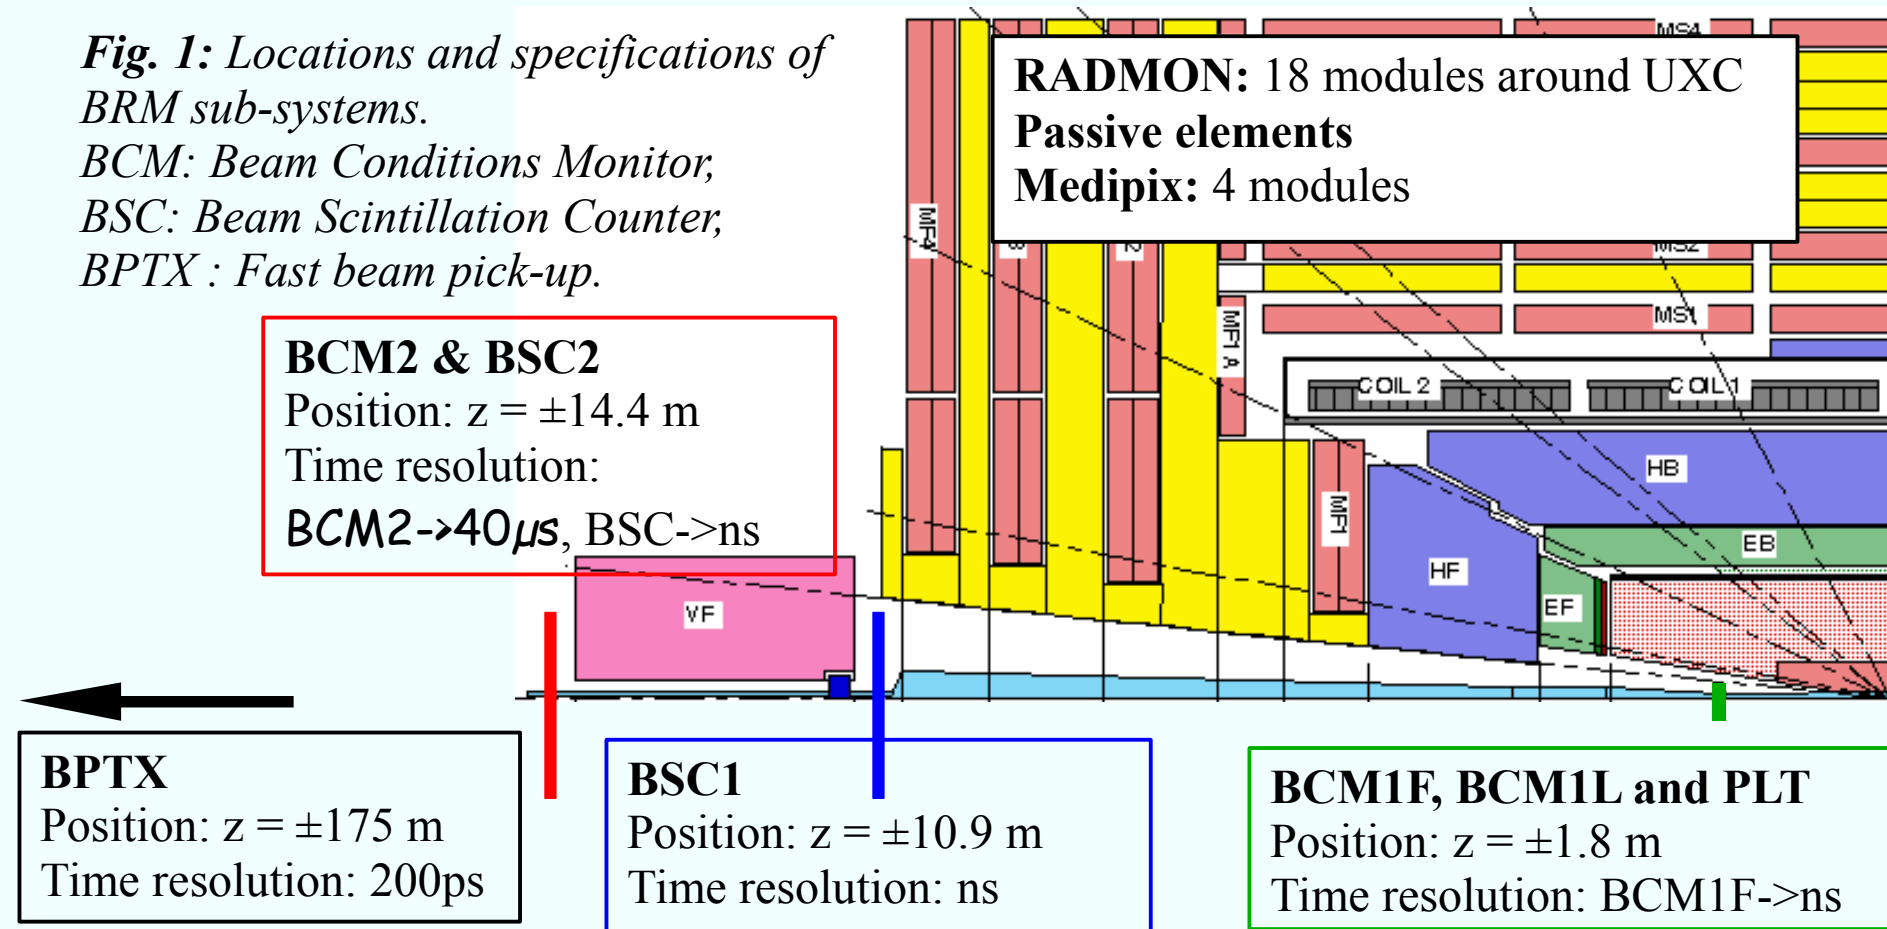 Fig. 1: Locations and specifications of
BRM sub-systems.
BCM: Beam Conditions Monitor,
BSC: Beam Scintillation Counter,
BPTX : Fast beam pick-up.
RADMON: 18 modules around UXC
Passive elements
Medipix: 4 modules
BCM2 & BSC2
Position: z = ±14.4 m
Time resolution:
BCM2->40µs, BSC->ns
MS4
MF4
3
2
MS2
MS1
MF1 A
COIL 2
COIL 1
HB
MF1
EB
HF
EF
VF
BPTX
Position: z = ±175 m
Time resolution: 200ps
BSC1
Position: z = ±10.9 m
Time resolution: ns
BCM1F, BCM1L and PLT
Position: z = ±1.8 m
Time resolution: BCM1F->ns